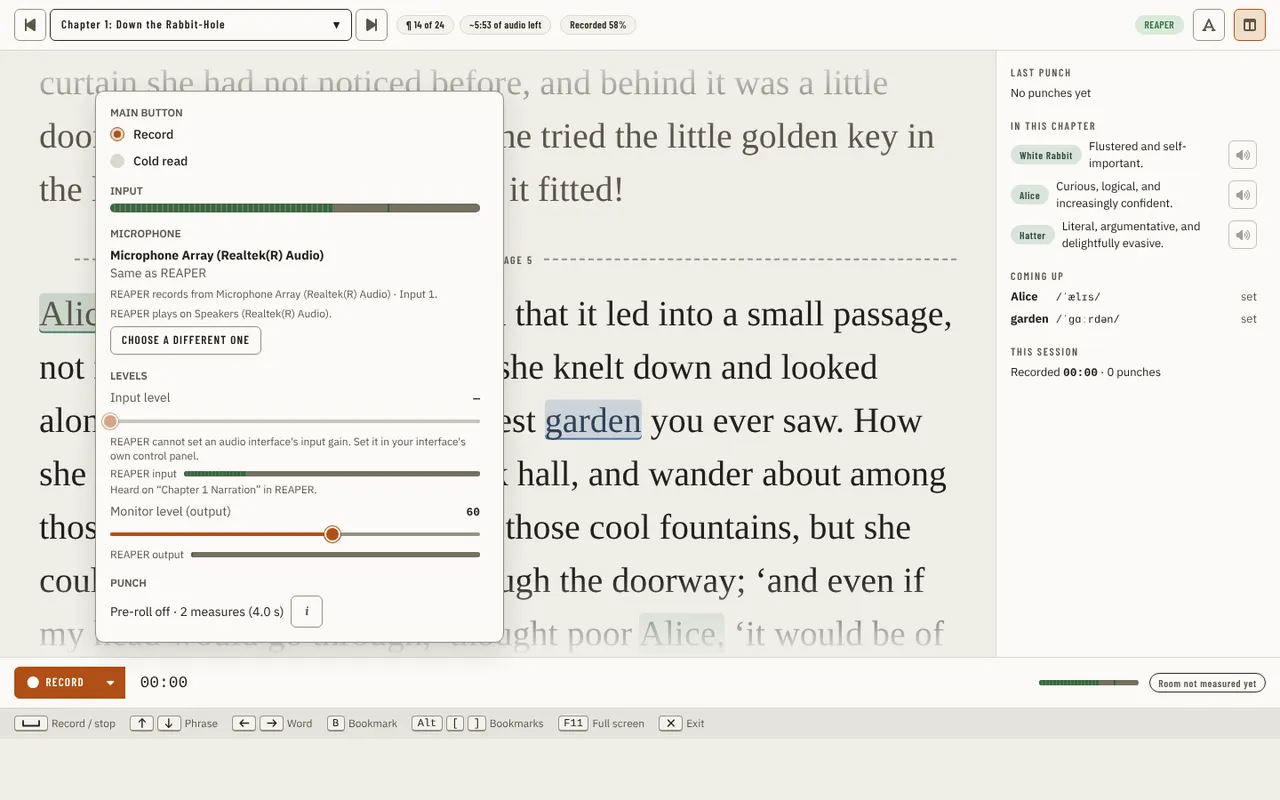 Chapter 1: Down the Rabbit-Hole ▼
¶ 14 of 24
~5:53 of audio left
Recorded 58%
REAPER
A
curtain she had not noticed before, and behind it was a little
tried the little golden key in
the
it fitted!
LAST PUNCH
No punches yet
IN THIS CHAPTER
White Rabbit Flustered and self-
important.
Alice Curious, logical, and
increasingly confident.
Hatter Literal, argumentative, and
delightfully evasive.
COMING UP
Alice /ˈælɪs/ set
garden /ˈɡɑːrdən/ set
THIS SESSION
Recorded 00:00 · 0 punches
MAIN BUTTON
Record
Cold read
INPUT
MICROPHONE
Microphone Array (Realtek(R) Audio)
Same as REAPER
REAPER records from Microphone Array (Realtek(R) Audio) · Input 1.
REAPER plays on Speakers (Realtek(R) Audio).
CHOOSE A DIFFERENT ONE
LEVELS
Input level –
REAPER cannot set an audio interface's input gain. Set it in your interface's
own control panel.
REAPER input
Heard on “Chapter 1 Narration” in REAPER.
Monitor level (output) 60
REAPER output
PUNCH
Pre-roll off · 2 measures (4.0 s) i
5
that it led into a small passage,
not she knelt down and looked
garden you ever saw. How
she hall, and wander about among
those cool fountains, but she
the doorway; ‘and even if
my poor Alice, ‘it would be of
RECORD
00:00
Room not measured yet
Record / stop
↑ ↓ Phrase
← → Word
B Bookmark
Alt [ ] Bookmarks
F11 Full screen
✕ Exit